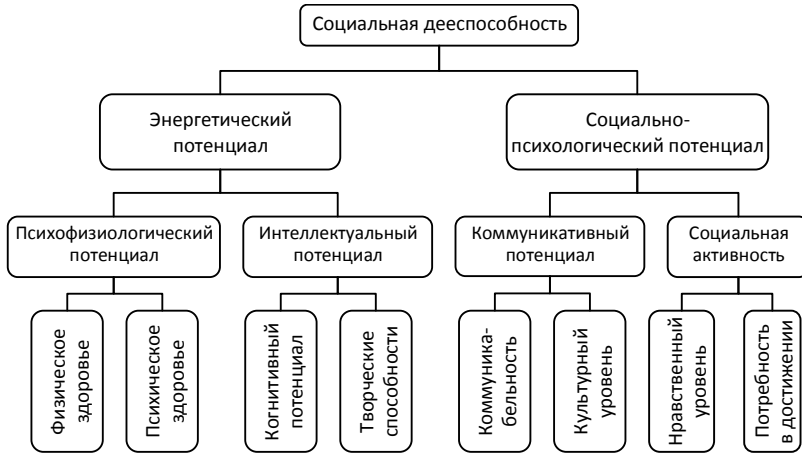 Социальная дееспособность
Энергетический
потенциал
Социально-
психологический потенциал
Психофизиологический
потенциал
Интеллектуальный
потенциал
Коммуникативный
потенциал
Социальная
активность
Физическое
здоровье
Психическое
здоровье
Когнитивный
потенциал
Творческие
способности
Коммуника-
бельность
Культурный
уровень
Нравственный
уровень
Потребность
в достижении